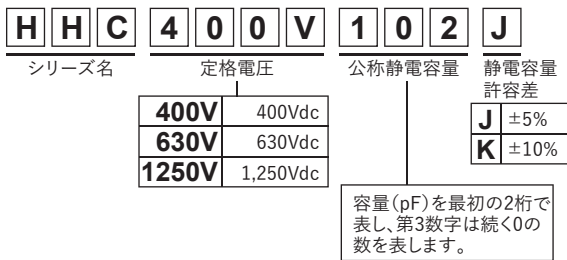 HHC 400V 102 J
シリーズ名 定格電圧 公称静電容量 静電容量
許容差
400V 400Vdc
630V 630Vdc
1250V 1,250Vdc
J ±5%
K ±10%
容量(pF)を最初の2桁で
表し、第3数字は続く0の
数を表します。